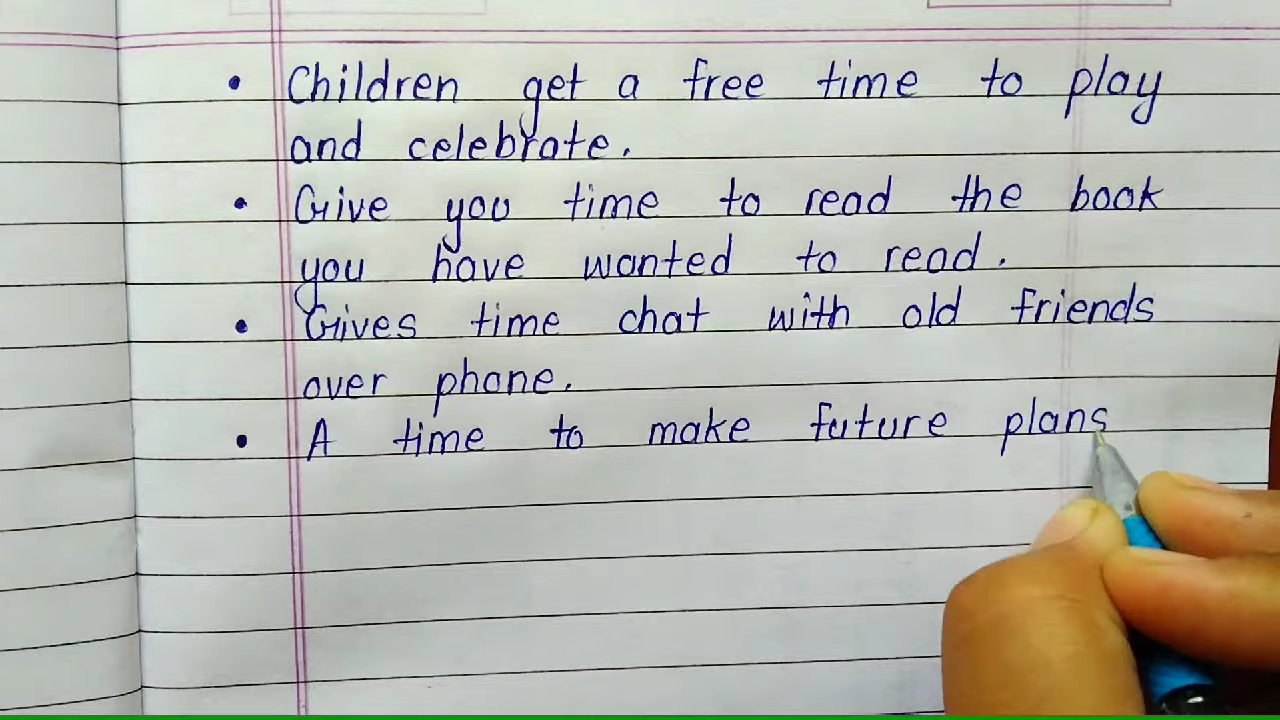 • Children get a free time to play
and celebrate.
• Give you time to read the book
you have wanted to read.
• Gives time chat with old friends
over phone.
• A time to make future plans